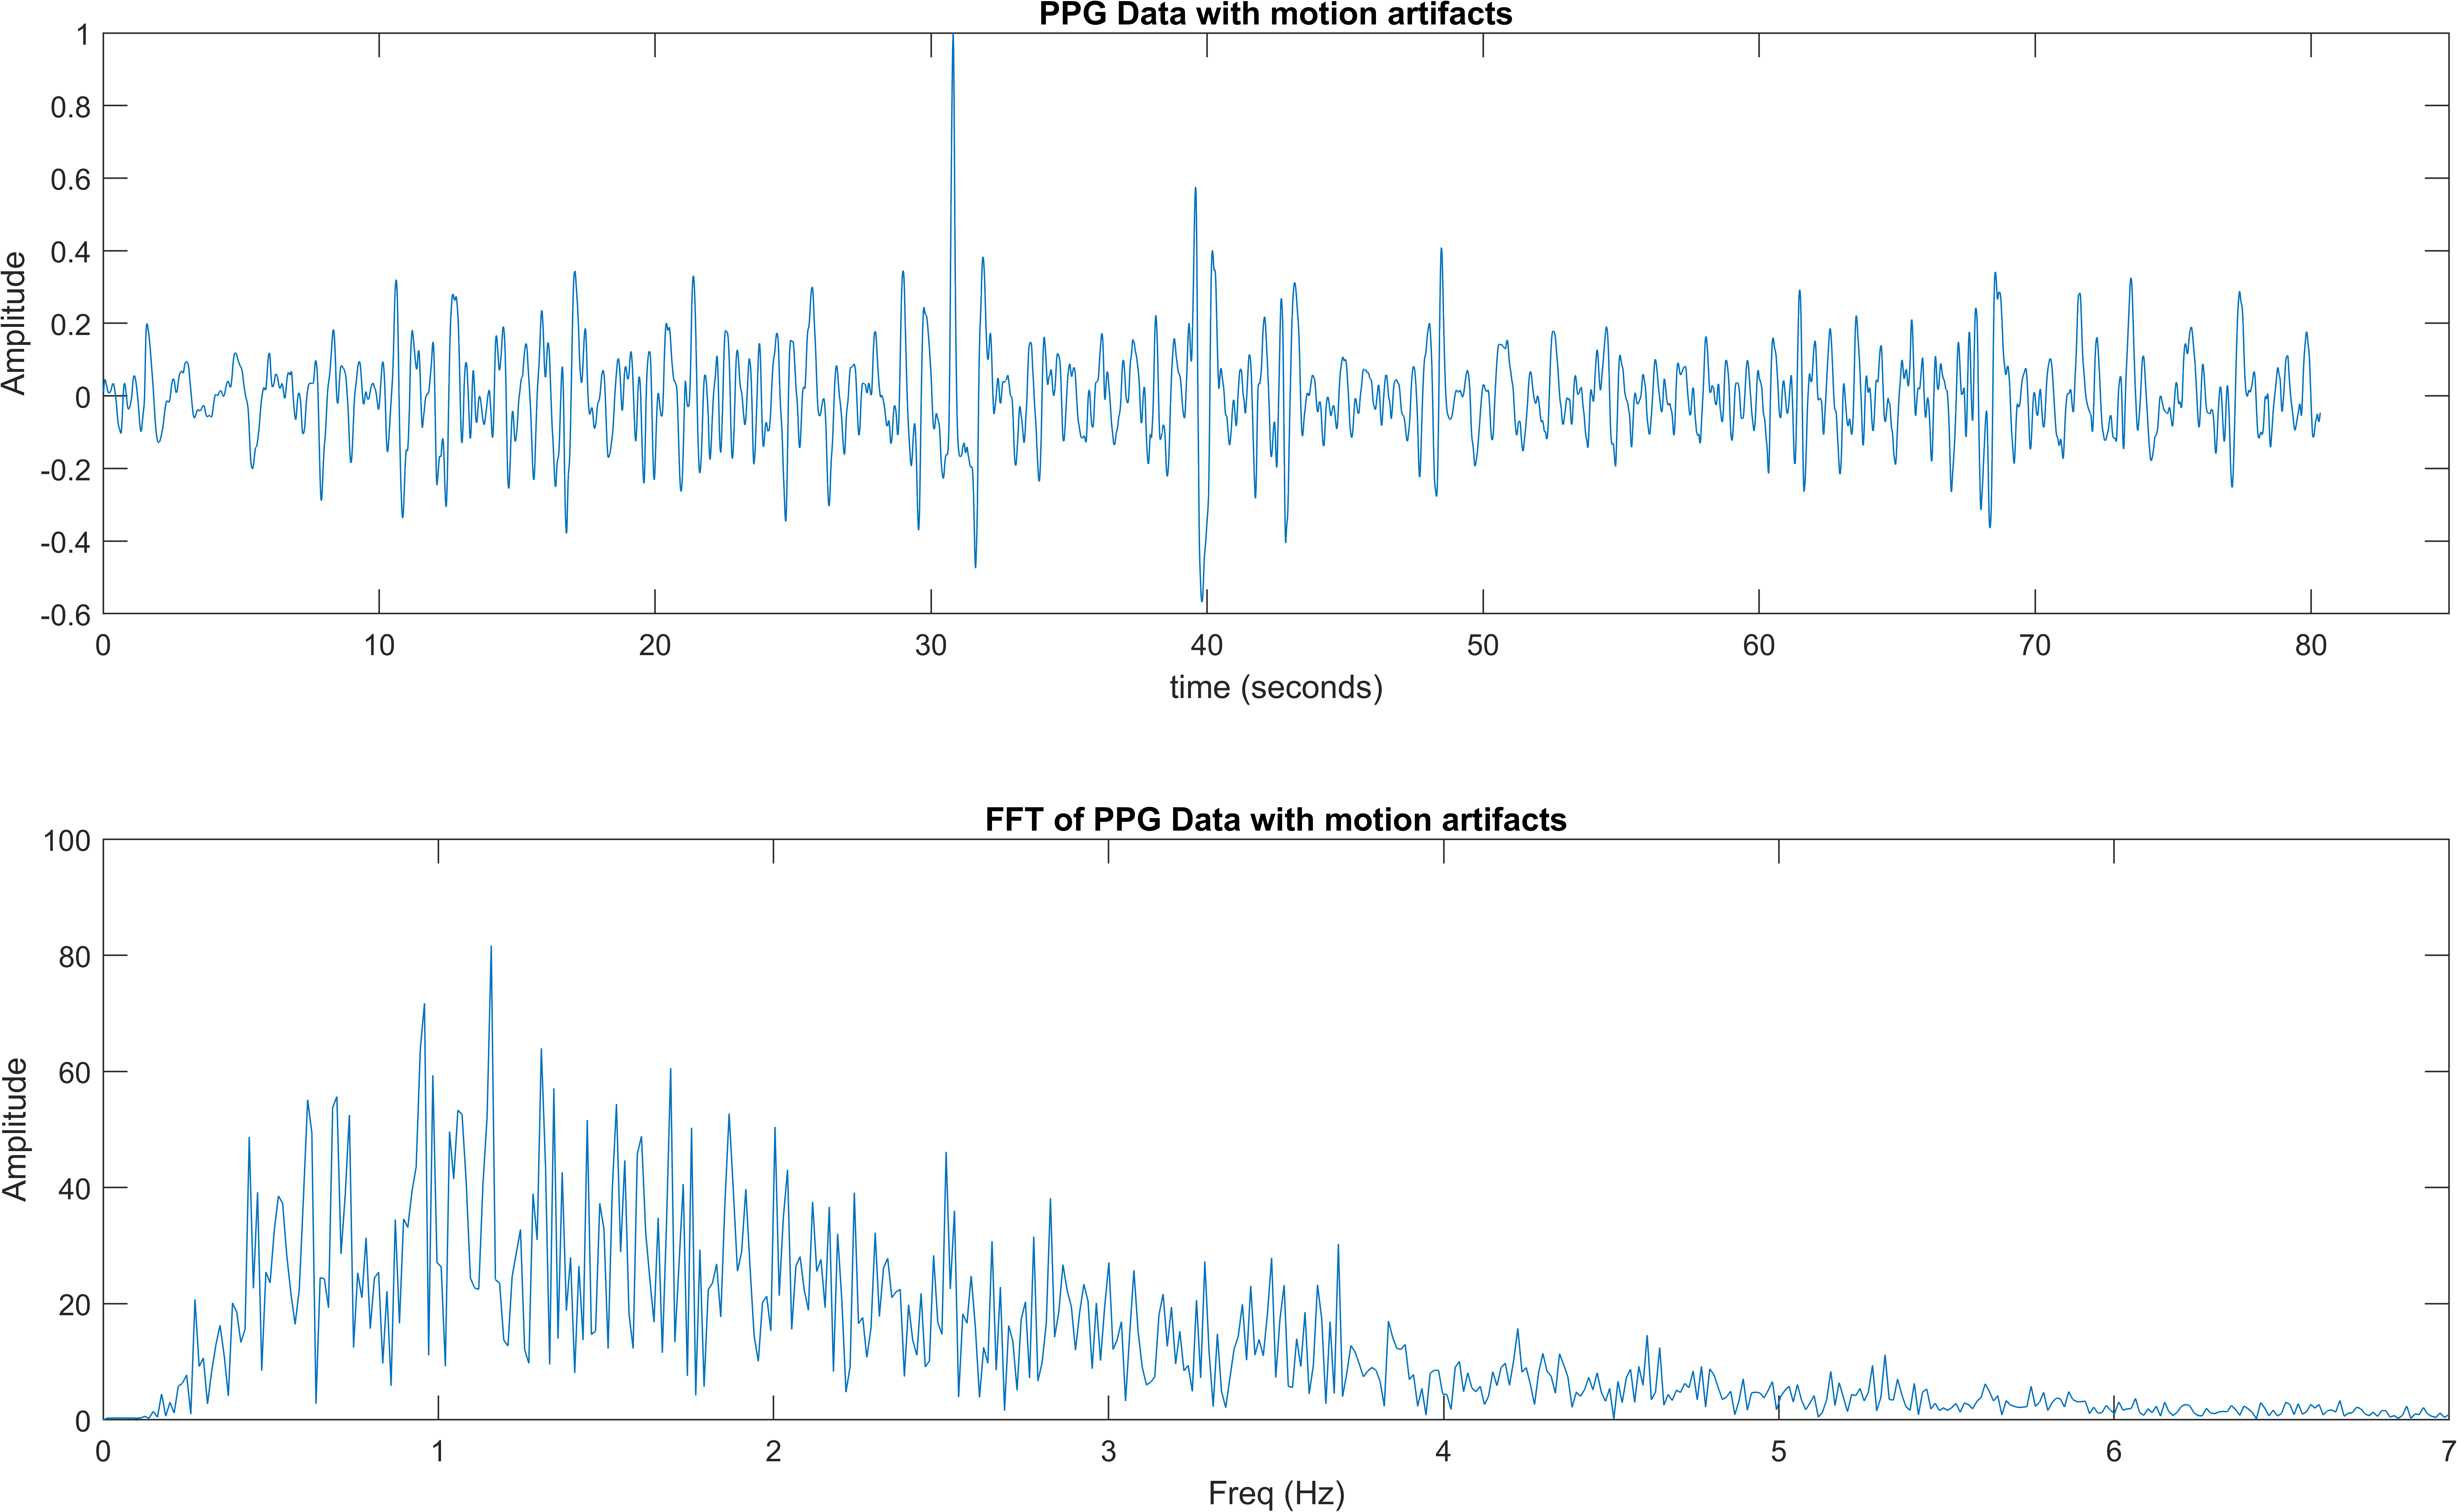 PPG Data with motion artifacts
1
0.8
0.6
0.4
0.2
0
-0.2
-0.4
-0.6
Amplitude
0 10 20 30 40 50 60 70 80
time (seconds)
FFT of PPG Data with motion artifacts
100
80
60
40
20
0
Amplitude
0 1 2 3 4 5 6 7
Freq (Hz)